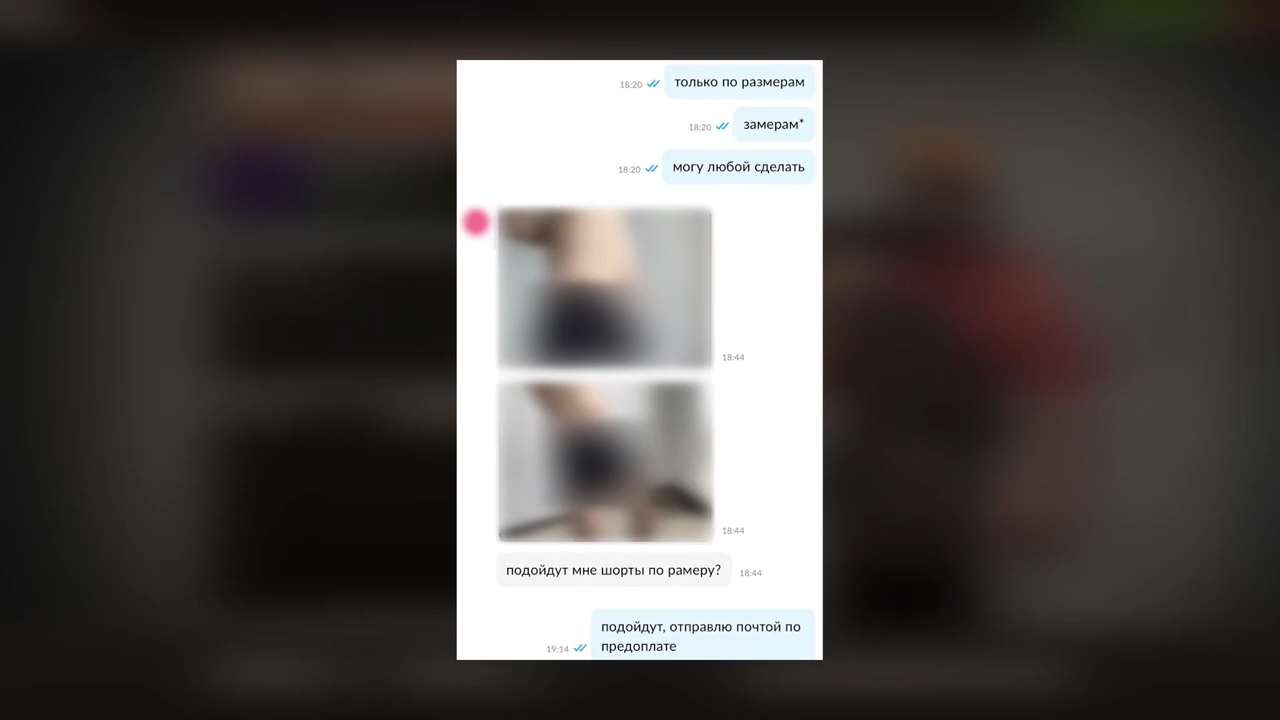 только по размерам
18:20
замерам*
18:20
могу любой сделать
18:20
18:44
18:44
подойдут мне шорты по рамеру?
18:44
подойдут, отправлю почтой по
предоплате
19:14